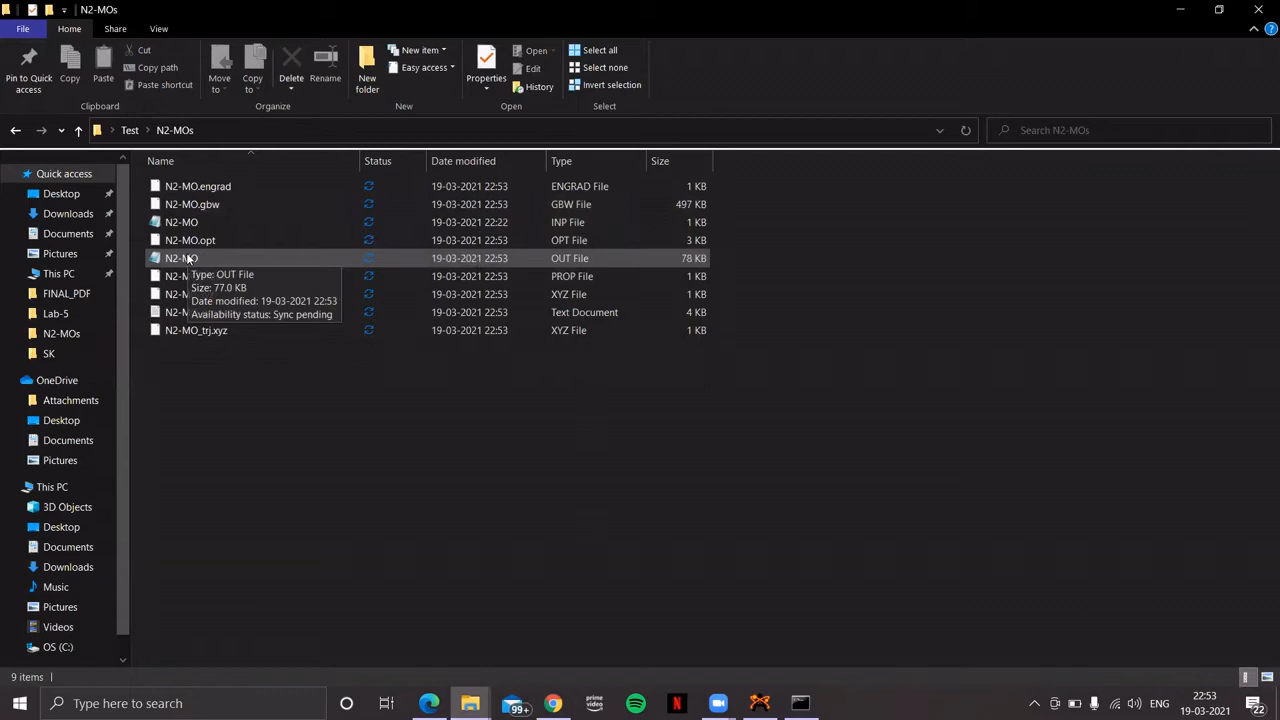 N2-MOs
File Home Share View
Pin to Quick access
Copy
Paste
Cut
Copy path
Paste shortcut
Clipboard
Move to
Copy to
Delete
Rename
Organize
New folder
New item
Easy access
New
Properties
Open
Edit
History
Open
Select all
Select none
Invert selection
Select
Test N2-MOs
Search N2-MOs
Name Status Date modified Type Size
N2-MO.engrad 19-03-2021 22:53 ENGRAD File 1 KB
N2-MO.gbw 19-03-2021 22:53 GBW File 497 KB
N2-MO 19-03-2021 22:22 INP File 1 KB
N2-MO.opt 19-03-2021 22:53 OPT File 3 KB
N2-MO 19-03-2021 22:53 OUT File 78 KB
N2-M 19-03-2021 22:53 PROP File 1 KB
N2-M 19-03-2021 22:53 XYZ File 1 KB
N2-M 19-03-2021 22:53 Text Document 4 KB
N2-MO_trj.xyz 19-03-2021 22:53 XYZ File 1 KB
Type: OUT File
Size: 77.0 KB
Date modified: 19-03-2021 22:53
Availability status: Sync pending
Quick access
Desktop
Downloads
Documents
Pictures
This PC
FINAL_PDF
Lab-5
N2-MOs
SK
OneDrive
Attachments
Desktop
Documents
Pictures
This PC
3D Objects
Desktop
Documents
Downloads
Music
Pictures
Videos
OS (C:)
9 items
Type here to search
99+
prime video
N
ENG
22:53
19-03-2021
22